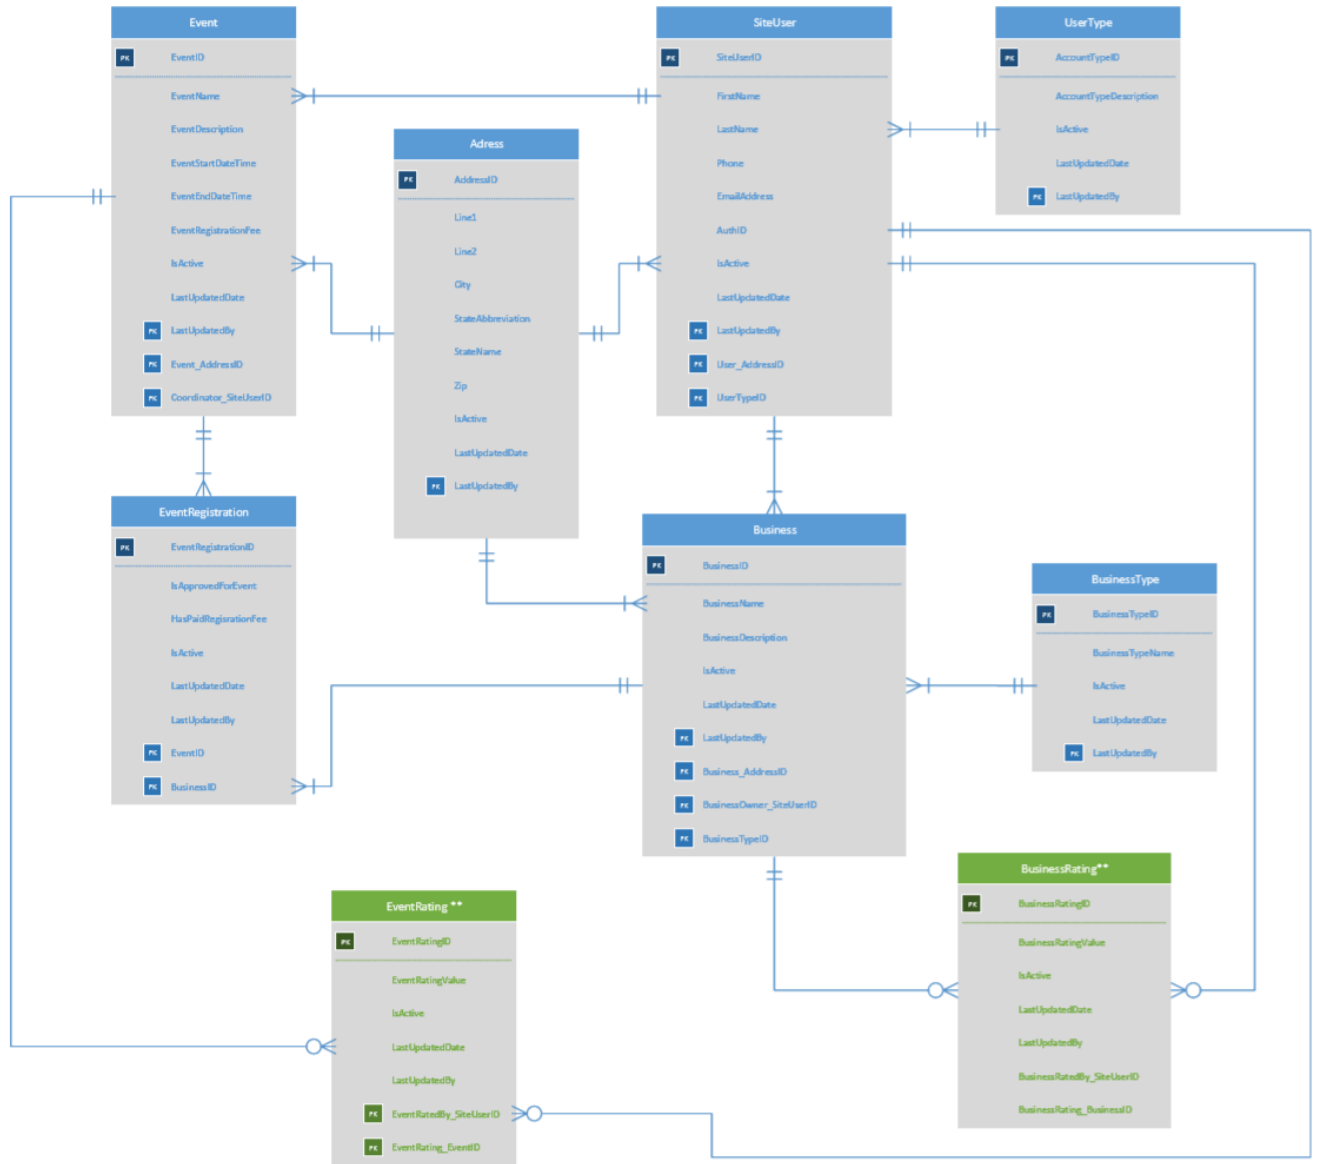 Event
PK EventID
EventName
EventDescription
EventStartDateTime
EventEndDateTime
EventRegistrationFee
IsActive
LastUpdatedDate
PK LastUpdatedBy
PK Event_AddressID
PK Coordinator_SiteUserID
SiteUser
PK SiteUserID
FirstName
LastName
Phone
EmailAddress
AuthID
IsActive
LastUpdatedDate
PK LastUpdatedBy
PK User_AddressID
PK UserTypeID
UserType
PK AccountTypeID
AccountTypeDescription
IsActive
LastUpdatedDate
PK LastUpdatedBy
Adress
PK AddressID
Line1
Line2
City
StateAbbreviation
StateName
Zip
IsActive
LastUpdatedDate
PK LastUpdatedBy
EventRegistration
PK EventRegistrationID
IsApprovedForEvent
HasPaidRegisrationFee
IsActive
LastUpdatedDate
LastUpdatedBy
PK EventID
PK BusinessID
Business
PK BusinessID
BusinessName
BusinessDescription
IsActive
LastUpdatedDate
PK LastUpdatedBy
PK Business_AddressID
PK BusinessOwner_SiteUserID
PK BusinessTypeID
BusinessType
PK BusinessTypeID
BusinessTypeName
IsActive
LastUpdatedDate
PK LastUpdatedBy
EventRating **
PK EventRatingID
EventRatingValue
IsActive
LastUpdatedDate
LastUpdatedBy
PK EventRatedBy_SiteUserID
PK EventRating_EventID
BusinessRating**
PK BusinessRatingID
BusinessRatingValue
IsActive
LastUpdatedDate
LastUpdatedBy
BusinessRatedBy_SiteUserID
BusinessRating_BusinessID